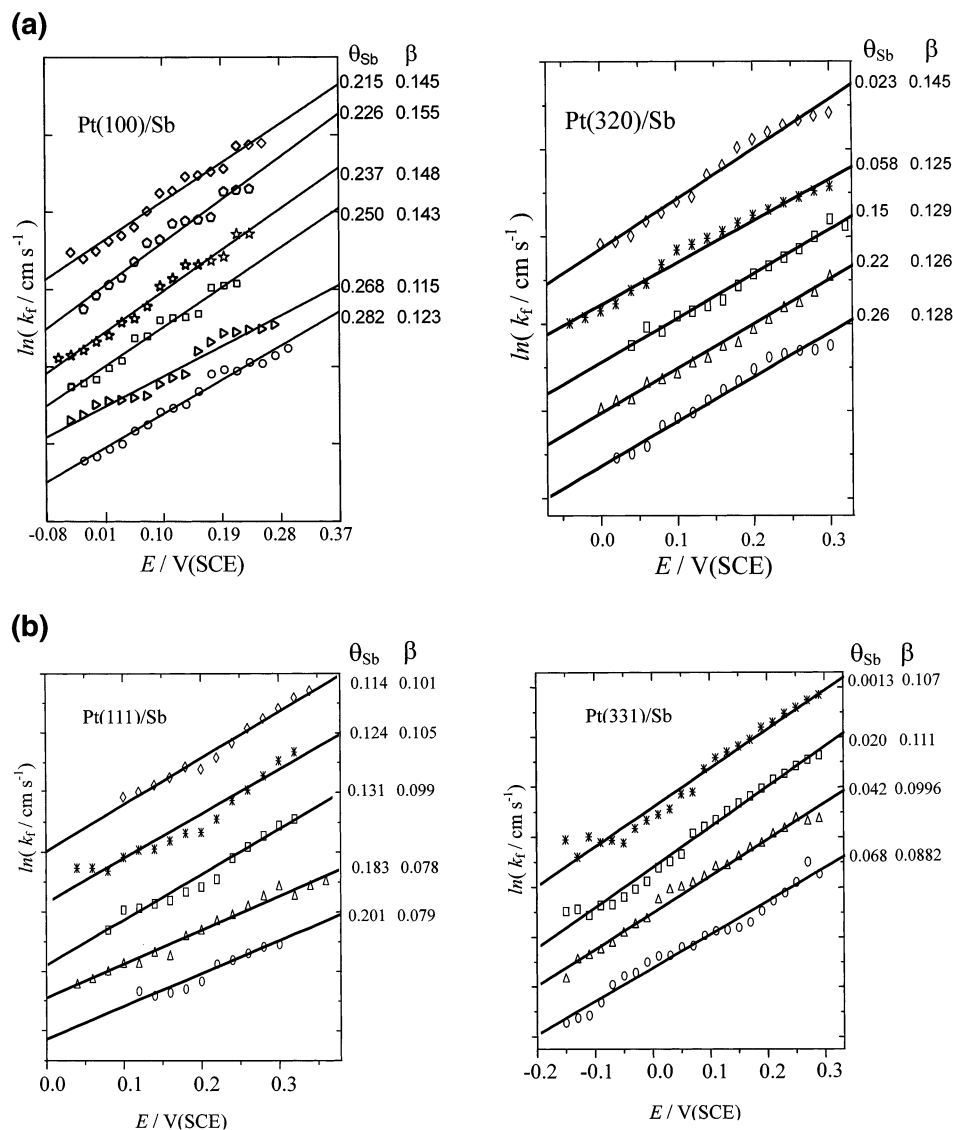 (a)
θSb β
0.215 0.145
0.226 0.155
0.237 0.148
0.250 0.143
0.268 0.115
0.282 0.123
Pt(100)/Sb
ln( kf / cm s-1 )
-0.08 0.01 0.10 0.19 0.28 0.37
E / V(SCE)
θSb β
0.023 0.145
0.058 0.125
0.15 0.129
0.22 0.126
0.26 0.128
Pt(320)/Sb
ln( kf / cm s-1 )
0.0 0.1 0.2 0.3
E / V(SCE)
(b)
θSb β
0.114 0.101
0.124 0.105
0.131 0.099
0.183 0.078
0.201 0.079
Pt(111)/Sb
ln( kf / cm s-1 )
0.0 0.1 0.2 0.3
E / V(SCE)
θSb β
0.0013 0.107
0.020 0.111
0.042 0.0996
0.068 0.0882
Pt(331)/Sb
ln( kf / cm s-1 )
-0.2 -0.1 0.0 0.1 0.2 0.3
E / V(SCE)